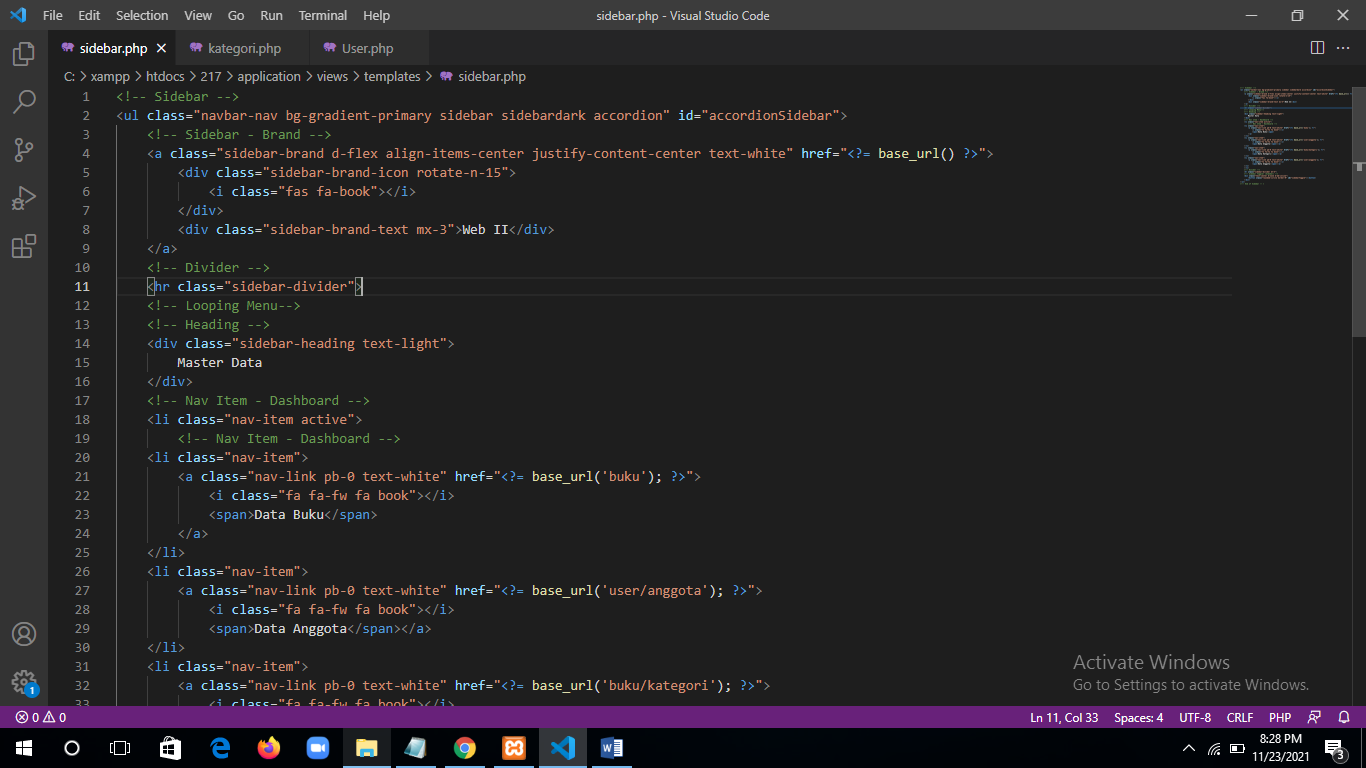 File Edit Selection View Go Run Terminal Help sidebar.php - Visual Studio Code
sidebar.php kategori.php User.php
C: > xampp > htdocs > 217 > application > views > templates > sidebar.php
1 <!-- Sidebar -->
2 <ul class="navbar-nav bg-gradient-primary sidebar sidebardark accordion" id="accordionSidebar">
3 <!-- Sidebar - Brand -->
4 <a class="sidebar-brand d-flex align-items-center justify-content-center text-white" href="<?= base_url() ?>">
5 <div class="sidebar-brand-icon rotate-n-15">
6 <i class="fas fa-book"></i>
7 </div>
8 <div class="sidebar-brand-text mx-3">Web II</div>
9 </a>
10 <!-- Divider -->
11 <hr class="sidebar-divider">
12 <!-- Looping Menu-->
13 <!-- Heading -->
14 <div class="sidebar-heading text-light">
15 Master Data
16 </div>
17 <!-- Nav Item - Dashboard -->
18 <li class="nav-item active">
19 <!-- Nav Item - Dashboard -->
20 <li class="nav-item">
21 <a class="nav-link pb-0 text-white" href="<?= base_url('buku'); ?>">
22 <i class="fa fa-fw fa book"></i>
23 <span>Data Buku</span>
24 </a>
25 </li>
26 <li class="nav-item">
27 <a class="nav-link pb-0 text-white" href="<?= base_url('user/anggota'); ?>">
28 <i class="fa fa-fw fa book"></i>
29 <span>Data Anggota</span></a>
30 </li>
31 <li class="nav-item">
32 <a class="nav-link pb-0 text-white" href="<?= base_url('buku/kategori'); ?>">
33 <i class="fa fa-fw fa book"></i>
Activate Windows
Go to Settings to activate Windows.
1
0 0 Ln 11, Col 33 Spaces: 4 UTF-8 CRLF PHP
8:28 PM
11/23/2021
3